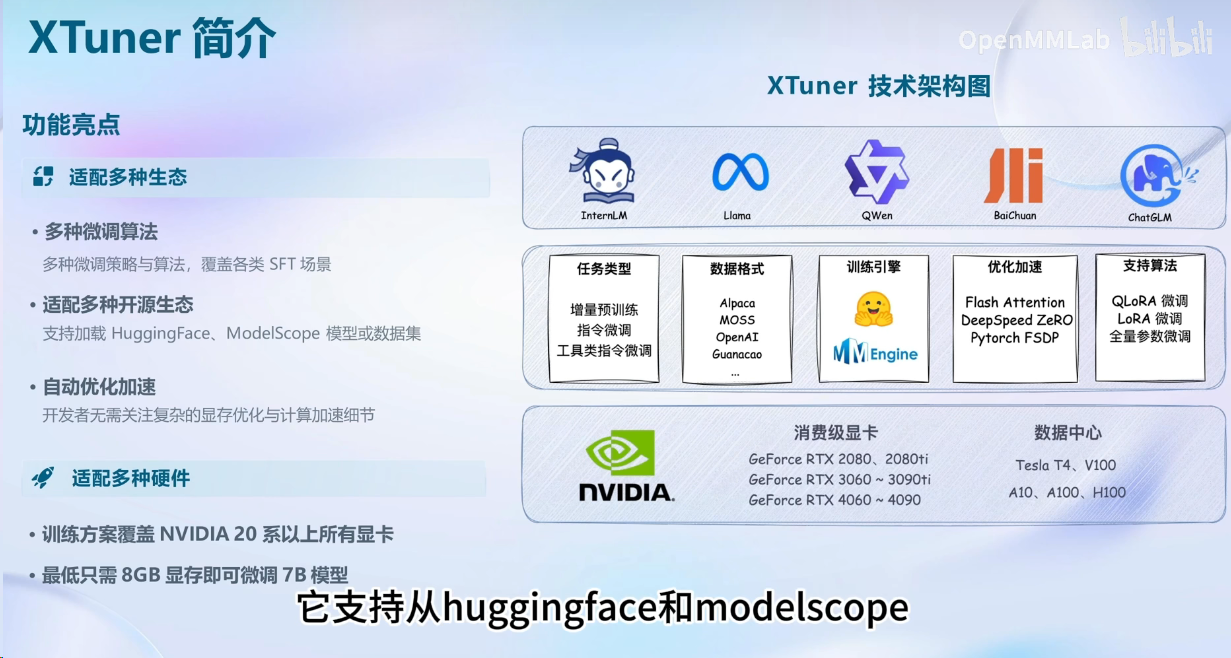 XTuner 简介
OpenMMLab bilibili
XTuner 技术架构图
功能亮点
适配多种生态
• 多种微调算法
多种微调策略与算法，覆盖各类 SFT 场景
• 适配多种开源生态
支持加载 HuggingFace、ModelScope 模型或数据集
• 自动优化加速
开发者无需关注复杂的显存优化与计算加速细节
适配多种硬件
• 训练方案覆盖 NVIDIA 20 系以上所有显卡
• 最低只需 8GB 显存即可微调 7B 模型
InternLM
Llama
QWen
BaiChuan
ChatGLM
任务类型
增量预训练
指令微调
工具类指令微调
数据格式
Alpaca
MOSS
OpenAI
Guanacao
...
训练引擎
MMEngine
优化加速
Flash Attention
DeepSpeed ZeRO
Pytorch FSDP
支持算法
QLoRA 微调
LoRA 微调
全量参数微调
NVIDIA.
消费级显卡
GeForce RTX 2080、2080ti
GeForce RTX 3060 ~ 3090ti
GeForce RTX 4060 ~ 4090
数据中心
Tesla T4、V100
A10、A100、H100
它支持从huggingface和modelscope